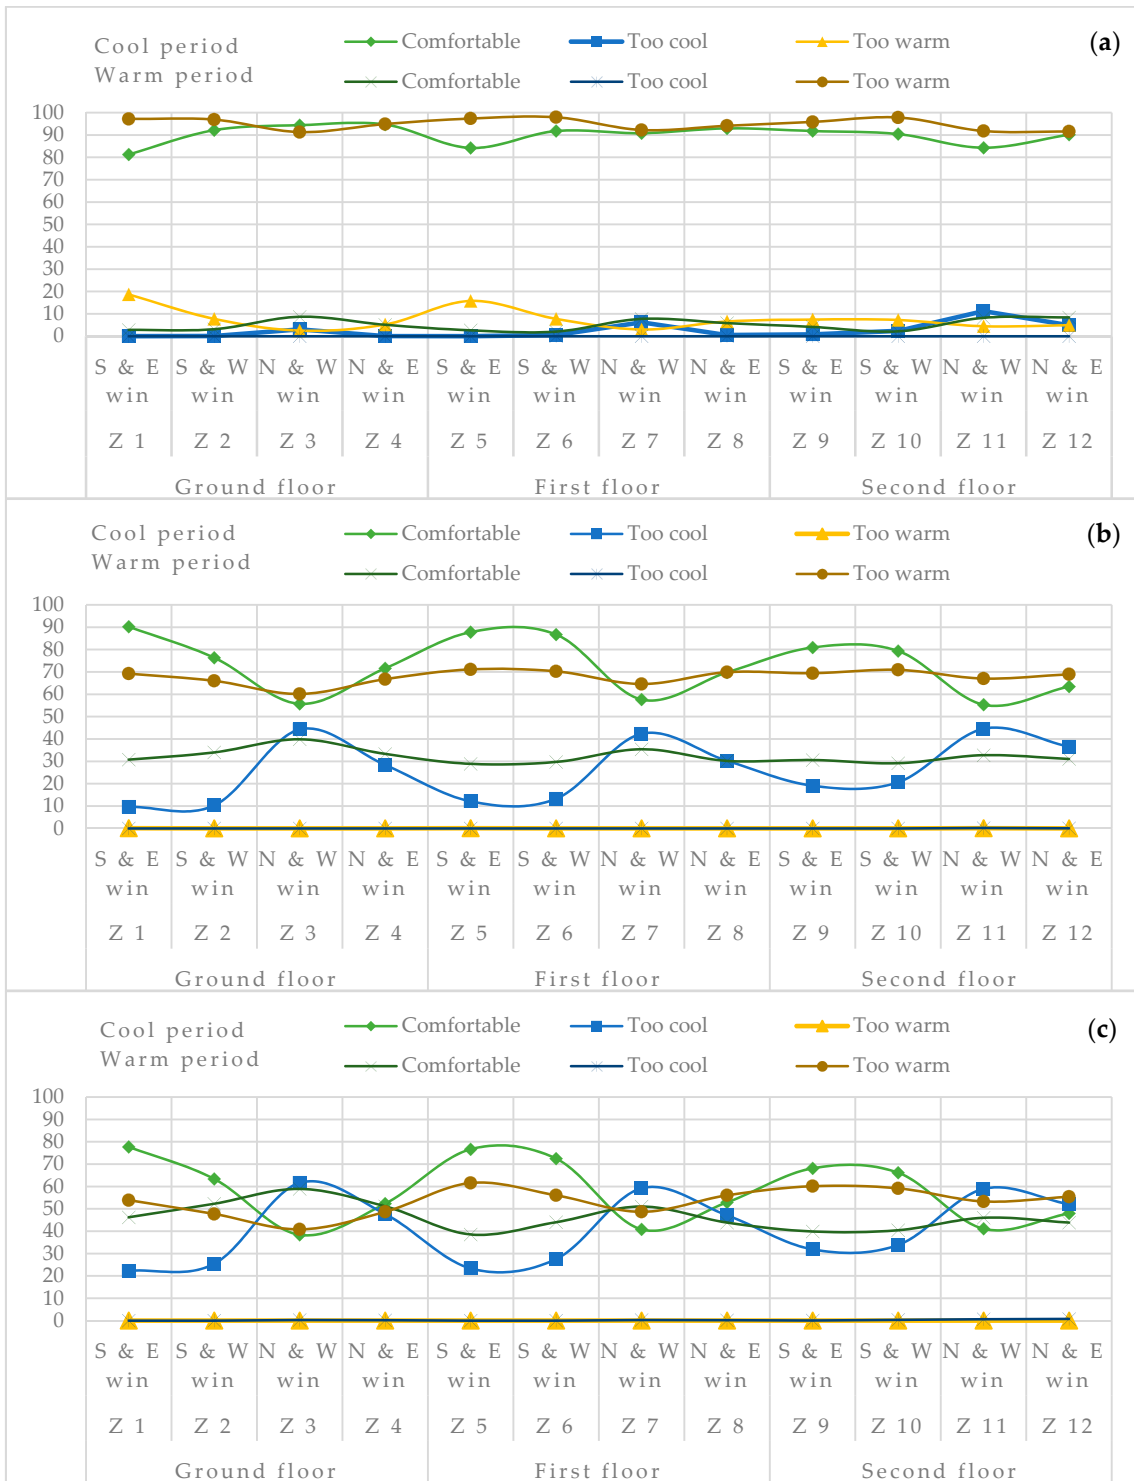 Cool period
Comfortable Too cool Too warm (a)
Warm period
Comfortable Too cool Too warm
100
90
80
70
60
50
40
30
20
10
0
S & E S & W N & W N & E S & E S & W N & W N & E S & E S & W N & W N & E
win win win win win win win win win win win win
Z 1 Z 2 Z 3 Z 4 Z 5 Z 6 Z 7 Z 8 Z 9 Z 10 Z 11 Z 12
Ground floor First floor Second floor
Cool period
Comfortable Too cool Too warm (b)
Warm period
Comfortable Too cool Too warm
100
90
80
70
60
50
40
30
20
10
0
S & E S & W N & W N & E S & E S & W N & W N & E S & E S & W N & W N & E
win win win win win win win win win win win win
Z 1 Z 2 Z 3 Z 4 Z 5 Z 6 Z 7 Z 8 Z 9 Z 10 Z 11 Z 12
Ground floor First floor Second floor
Cool period
Comfortable Too cool Too warm (c)
Warm period
Comfortable Too cool Too warm
100
90
80
70
60
50
40
30
20
10
0
S & E S & W N & W N & E S & E S & W N & W N & E S & E S & W N & W N & E
win win win win win win win win win win win win
Z 1 Z 2 Z 3 Z 4 Z 5 Z 6 Z 7 Z 8 Z 9 Z 10 Z 11 Z 12
Ground floor First floor Second floor